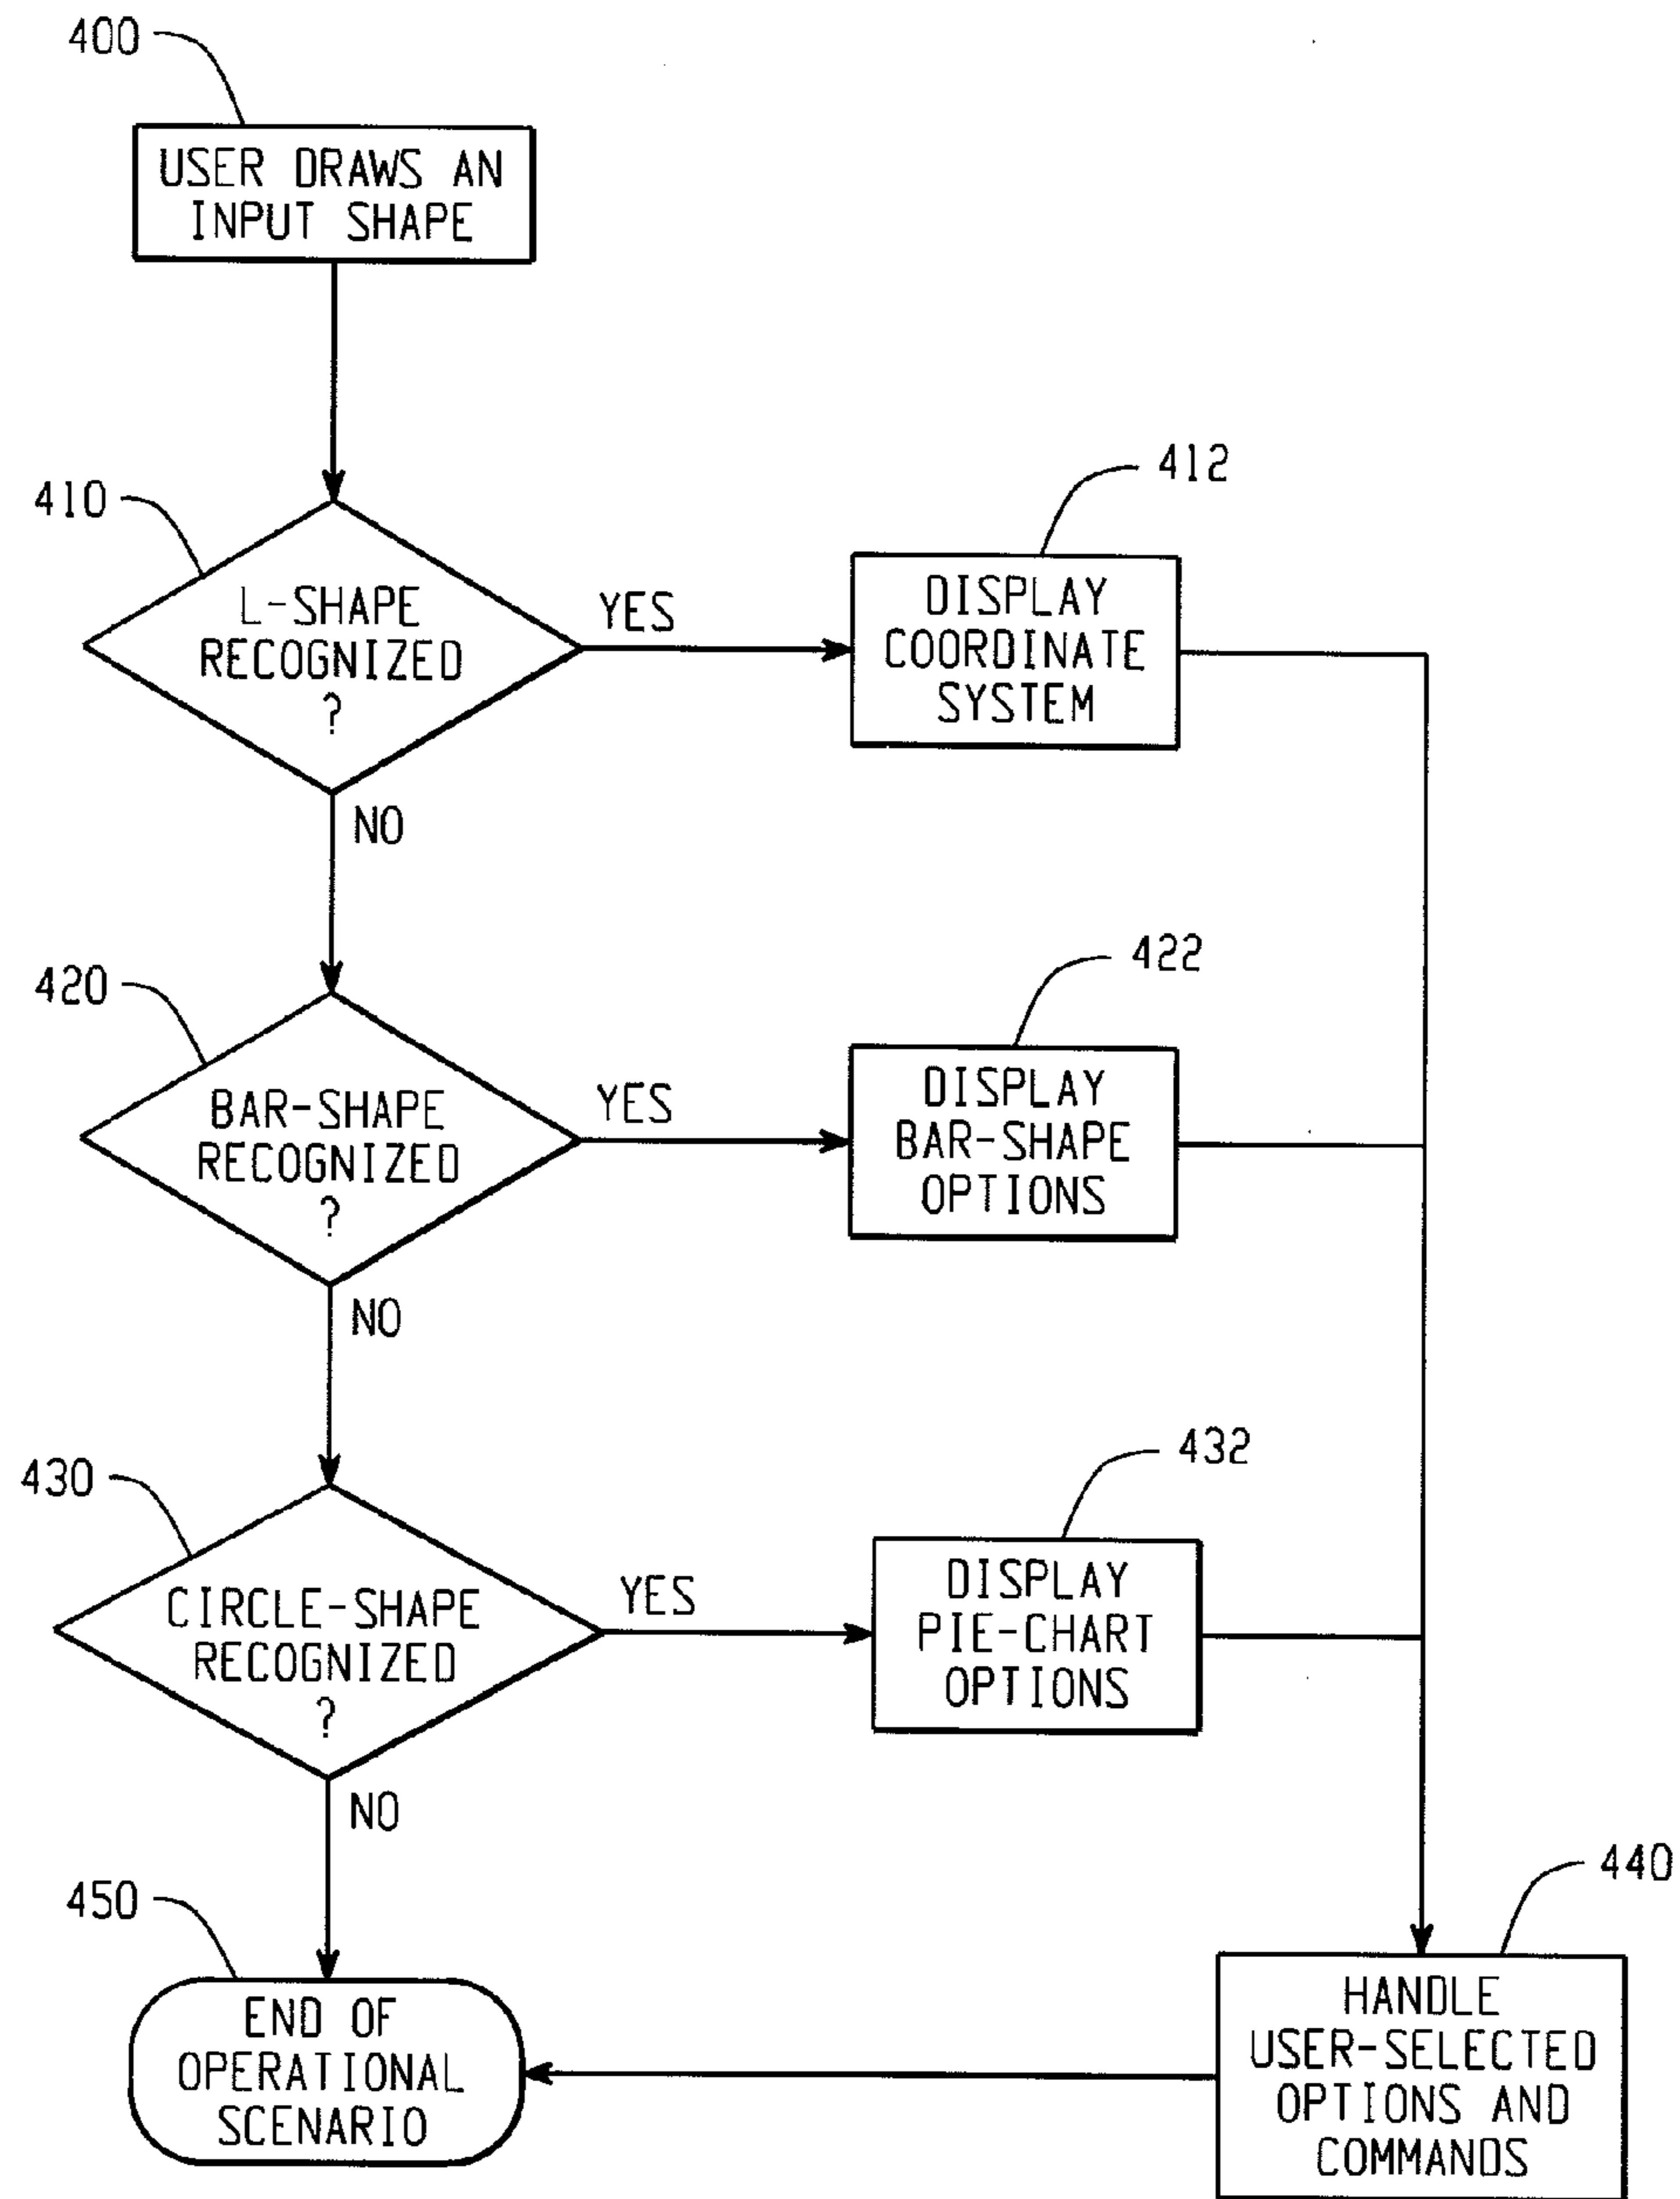 400
USER DRAWS AN
INPUT SHAPE
410
L-SHAPE
RECOGNIZED
?
YES
412
DISPLAY
COORDINATE
SYSTEM
NO
420
BAR-SHAPE
RECOGNIZED
?
YES
422
DISPLAY
BAR-SHAPE
OPTIONS
NO
430
CIRCLE-SHAPE
RECOGNIZED
?
YES
432
DISPLAY
PIE-CHART
OPTIONS
NO
450
END OF
OPERATIONAL
SCENARIO
440
HANDLE
USER-SELECTED
OPTIONS AND
COMMANDS